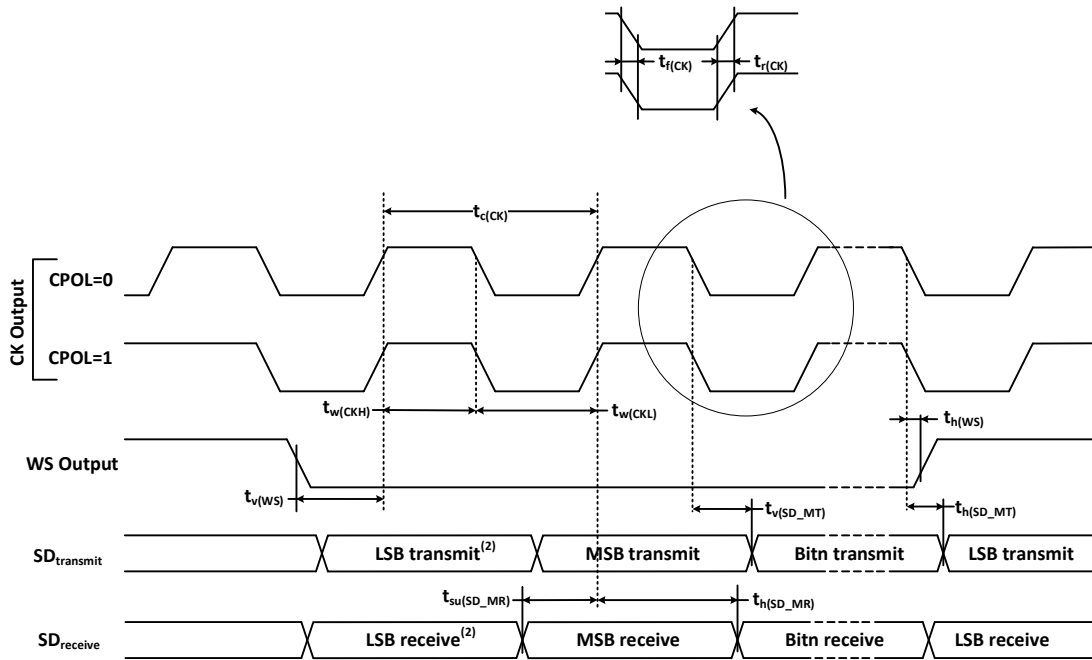 tf(CK) tr(CK)
tc(CK)
CK Output
CPOL=0
CPOL=1
tw(CKH) tw(CKL)
th(WS)
WS Output
tv(WS)
tv(SD_MT) th(SD_MT)
SDtransmit LSB transmit(2) MSB transmit Bitn transmit LSB transmit
tsu(SD_MR) th(SD_MR)
SDreceive LSB receive(2) MSB receive Bitn receive LSB receive